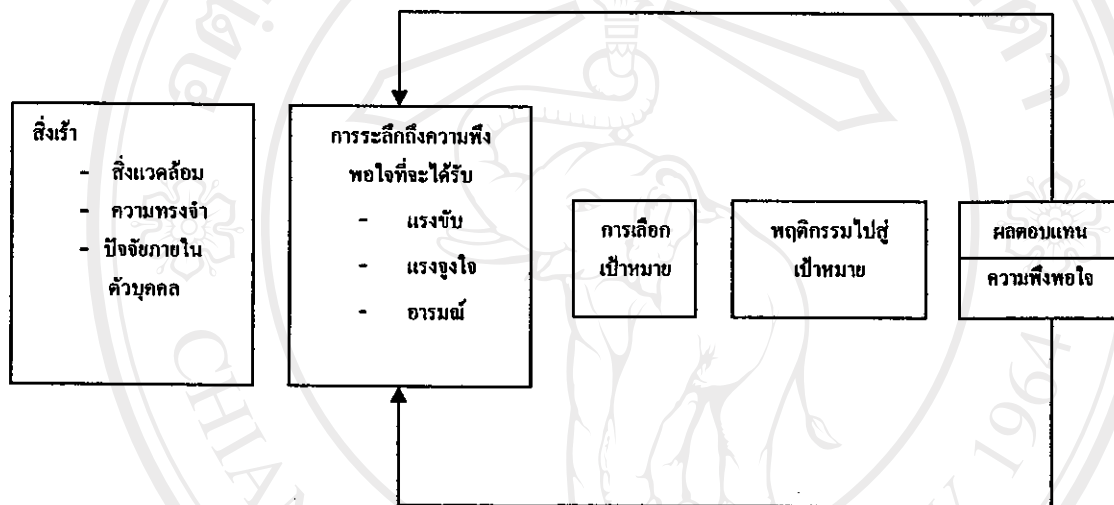 สิ่งเร้า
- สิ่งแวดล้อม
- ความทรงจำ
- ปัจจัยภายใน
ตัวบุคคล
การระลึกถึงความพึง
พอใจที่จะได้รับ
- แรงขับ
- แรงจูงใจ
- อารมณ์
การเลือก
เป้าหมาย
พฤติกรรมไปสู่
เป้าหมาย
ผลตอบแทน
ความพึงพอใจ
CHIAN
1964